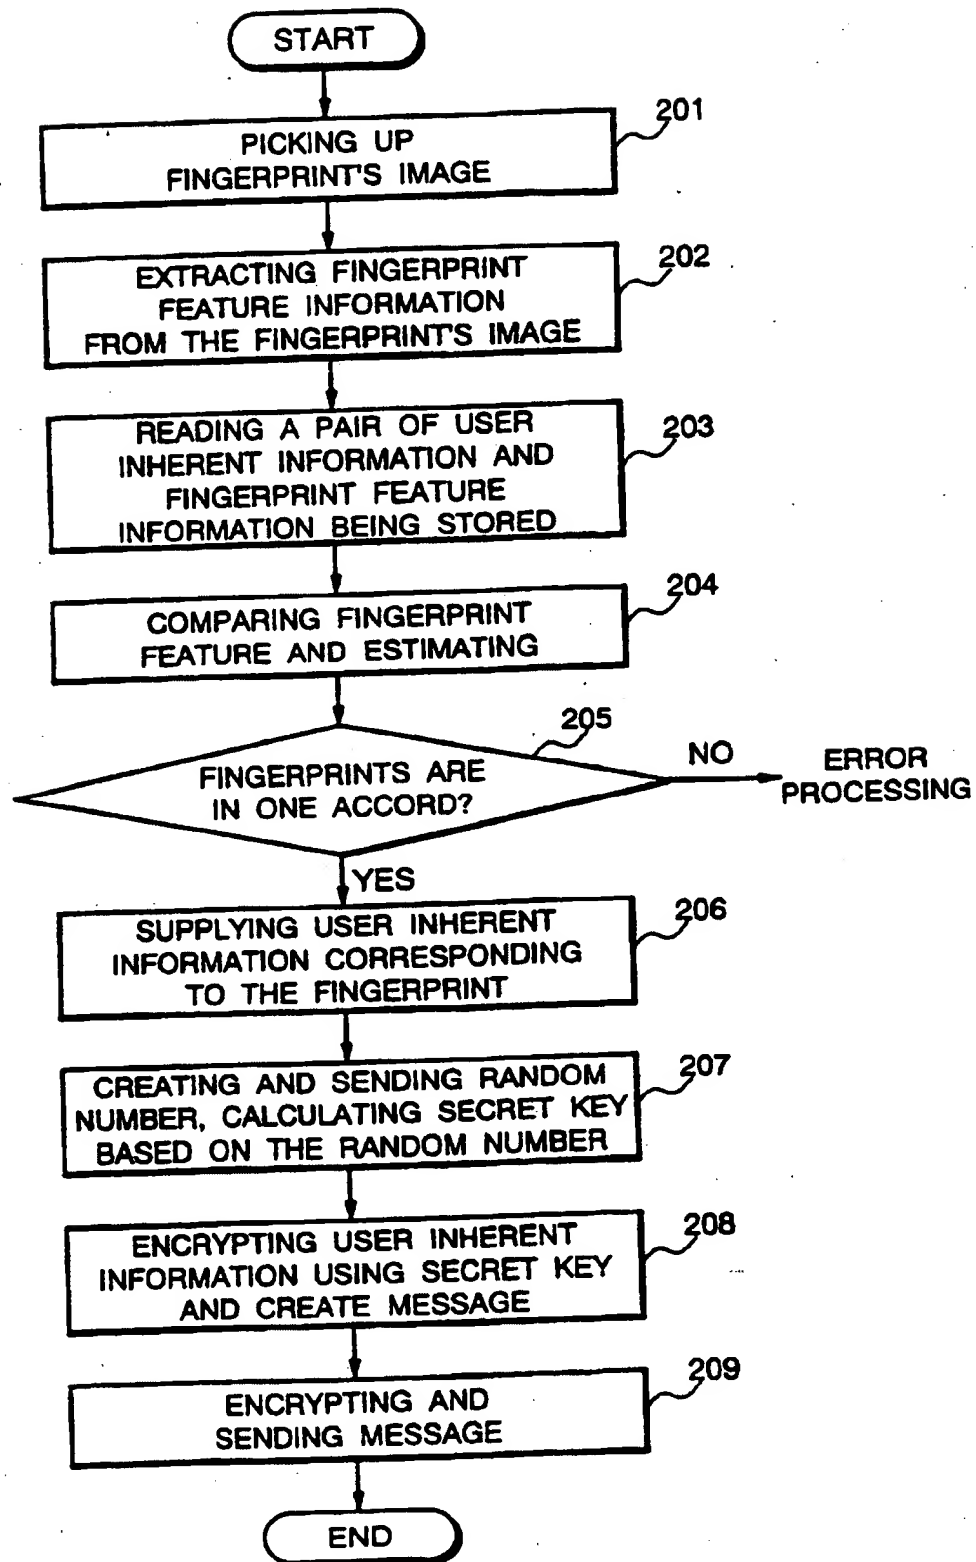 START
201
PICKING UP
FINGERPRINT'S IMAGE
202
EXTRACTING FINGERPRINT
FEATURE INFORMATION
FROM THE FINGERPRINT'S IMAGE
203
READING A PAIR OF USER
INHERENT INFORMATION AND
FINGERPRINT FEATURE
INFORMATION BEING STORED
204
COMPARING FINGERPRINT
FEATURE AND ESTIMATING
205
FINGERPRINTS ARE
IN ONE ACCORD?
NO
ERROR
PROCESSING
YES
206
SUPPLYING USER INHERENT
INFORMATION CORRESPONDING
TO THE FINGERPRINT
207
CREATING AND SENDING RANDOM
NUMBER, CALCULATING SECRET KEY
BASED ON THE RANDOM NUMBER
208
ENCRYPTING USER INHERENT
INFORMATION USING SECRET KEY
AND CREATE MESSAGE
209
ENCRYPTING AND
SENDING MESSAGE
END